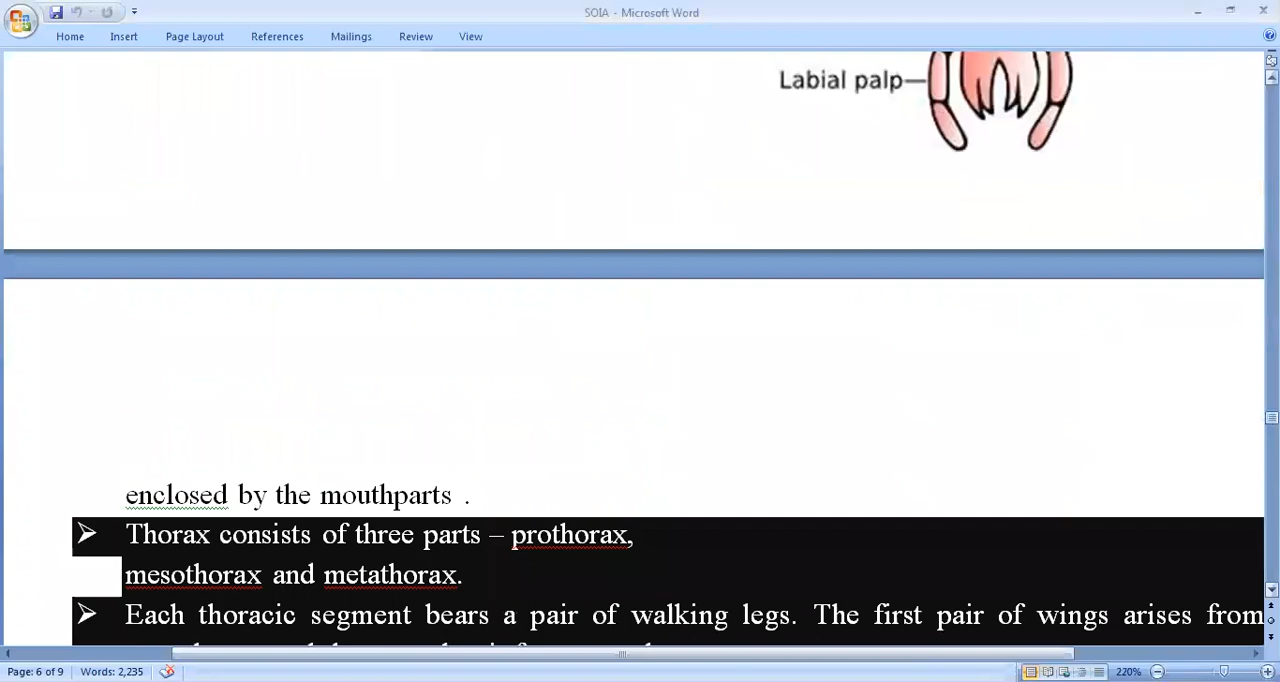 SOIA - Microsoft Word
Home Insert Page Layout References Mailings Review View
Labial palp
enclosed by the mouthparts .
➢ Thorax consists of three parts – prothorax,
mesothorax and metathorax.
➢ Each thoracic segment bears a pair of walking legs. The first pair of wings arises from
Page: 6 of 9 Words: 2,235 220%